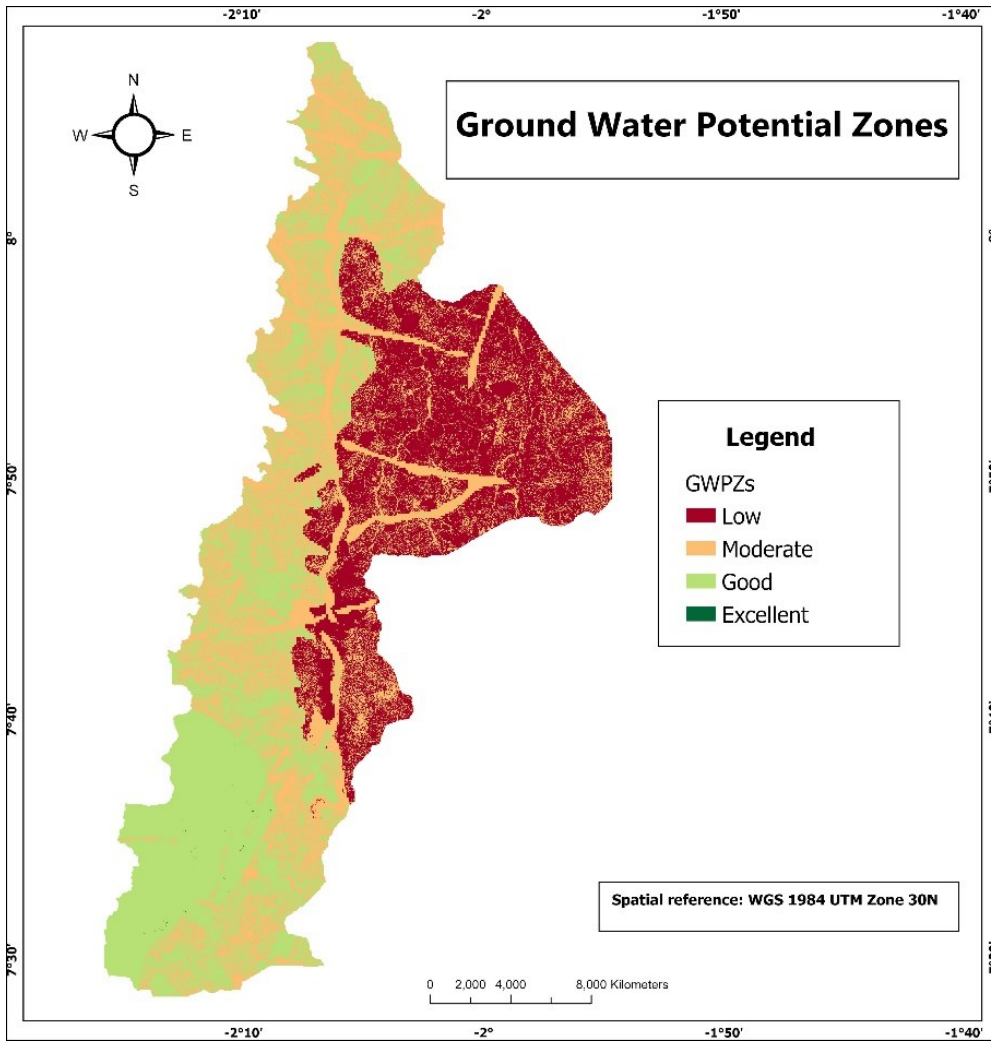 -2°10' -2° -1°50' -1°40'
N
W E
S
Ground Water Potential Zones
8°
7°50'
7°40'
7°30'
Legend
GWPZs
Low
Moderate
Good
Excellent
Spatial reference: WGS 1984 UTM Zone 30N
0 2,000 4,000 8,000 Kilometers
-2°10' -2° -1°50' -1°40'